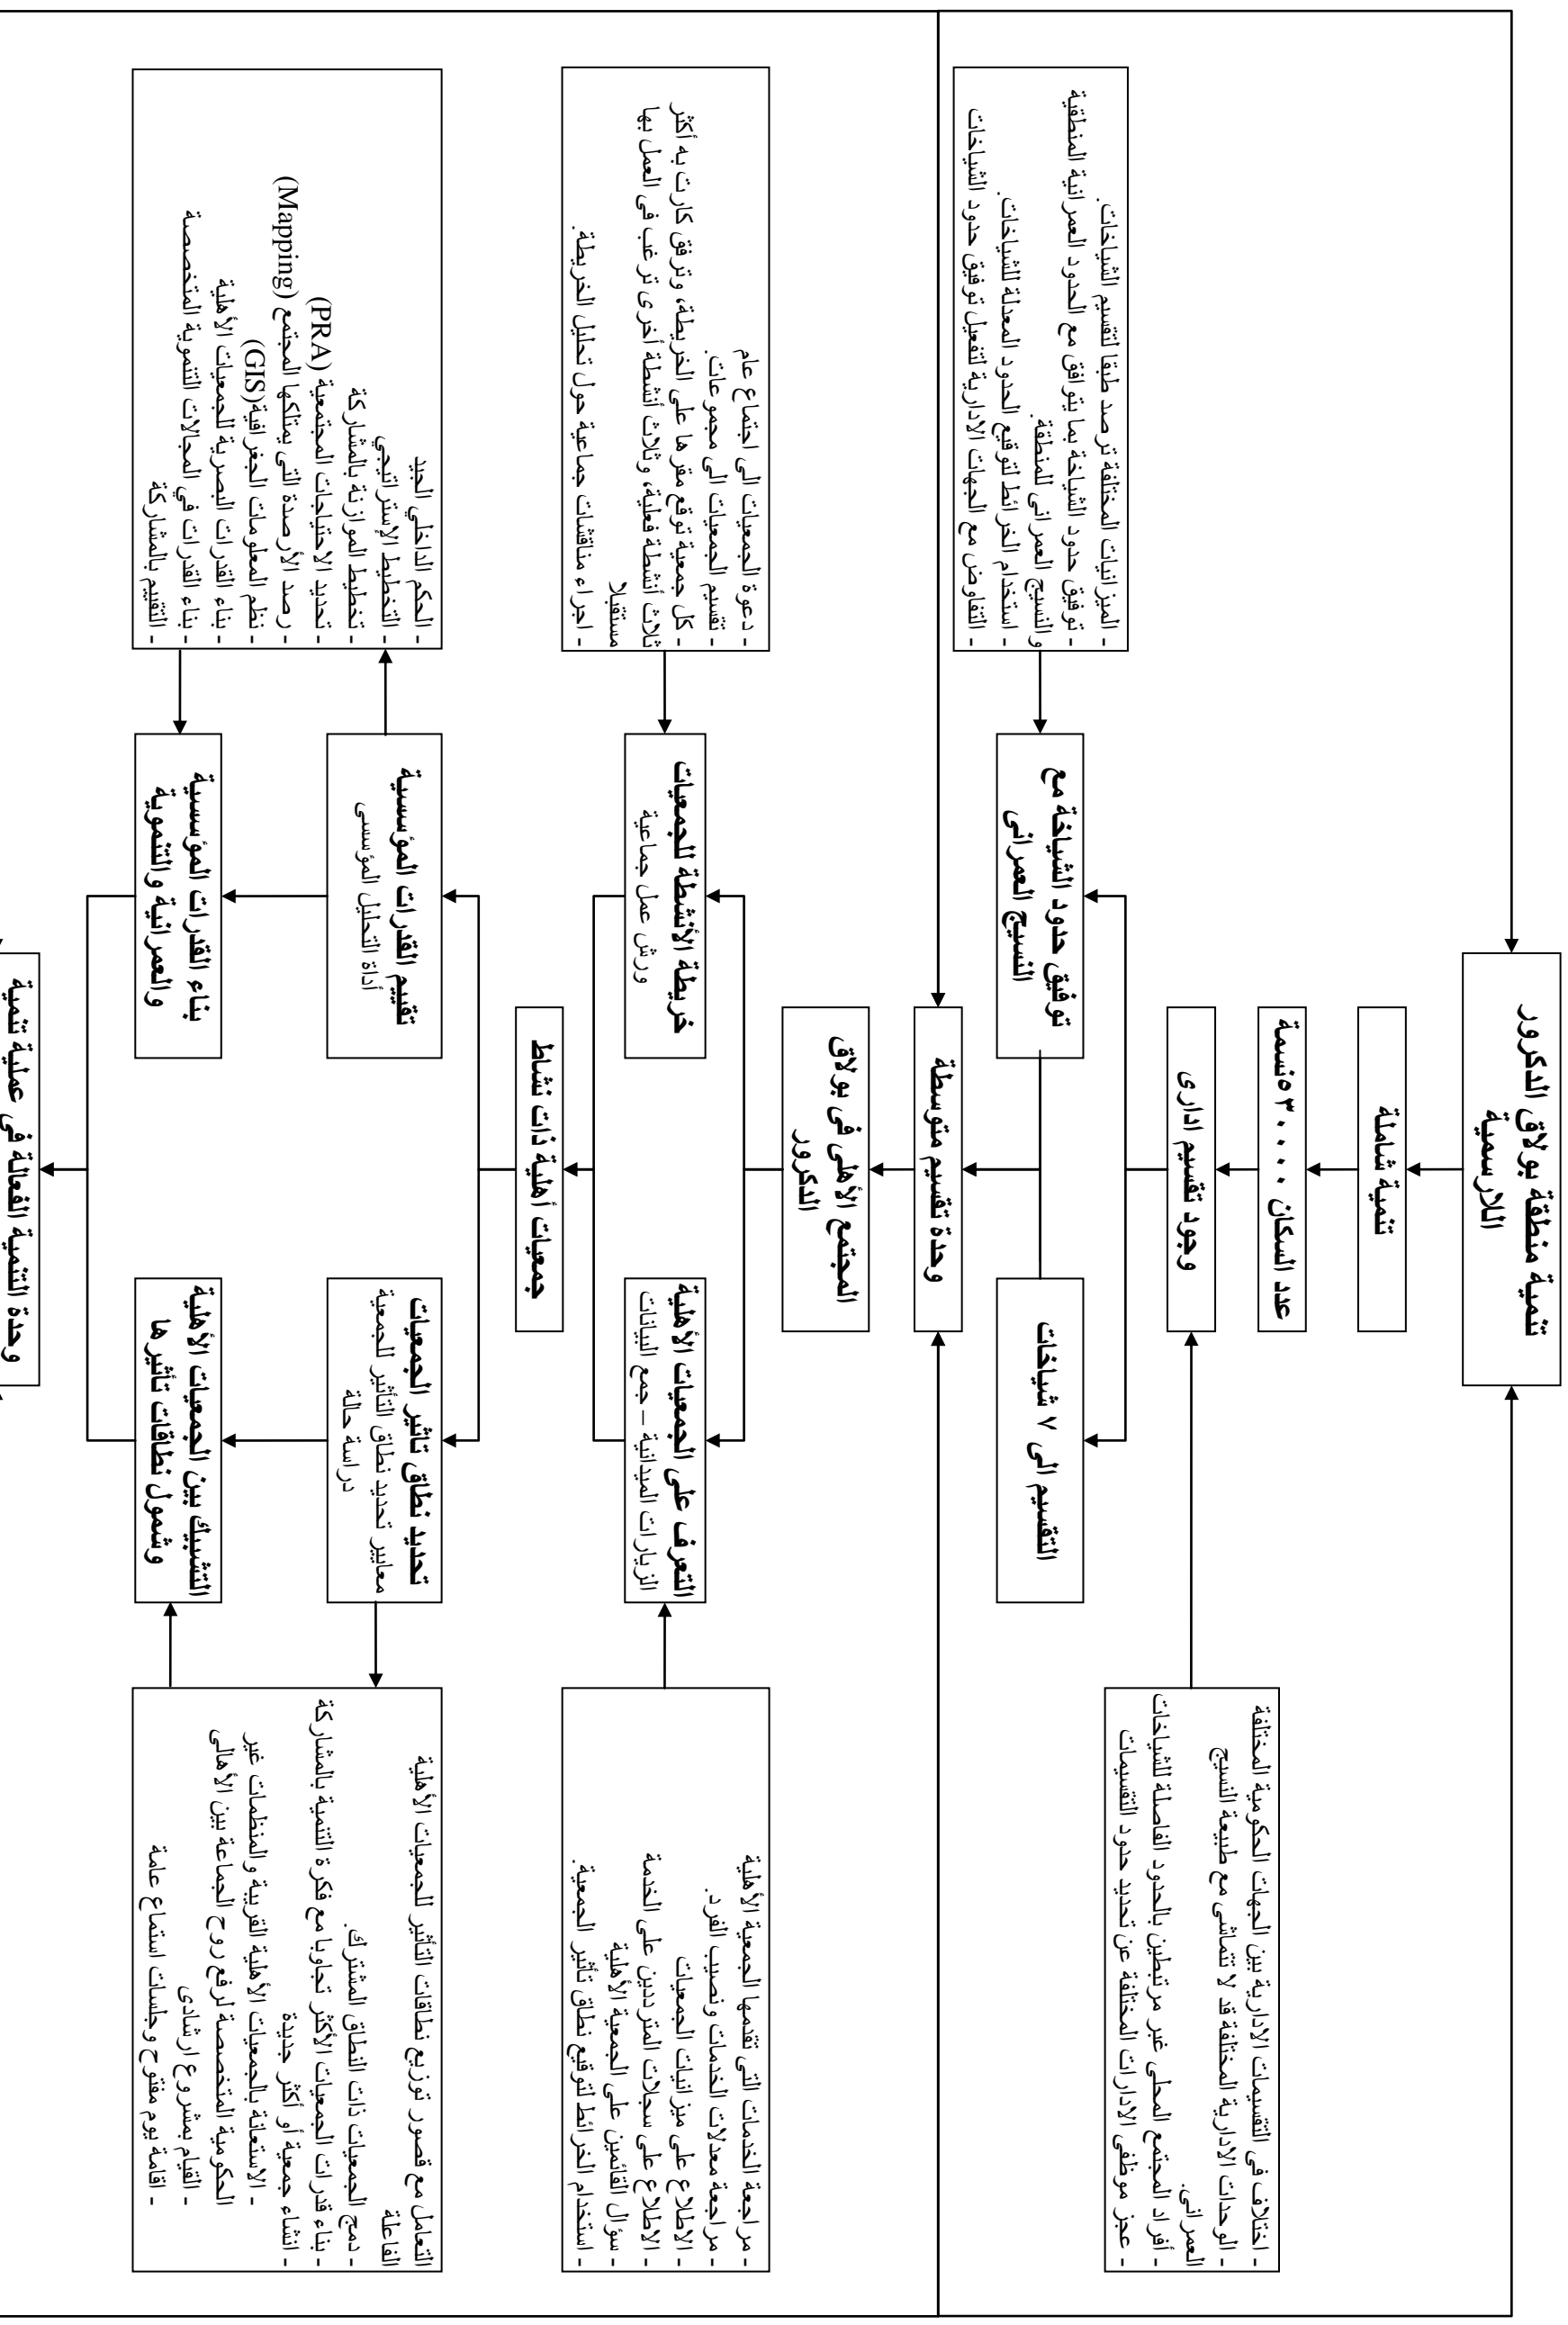 تنمية منطقة بولاق الدكرور
اللارسمية
تنمية شاملة
عدد السكان ٥٣٠٠٠٠نسمة
وجود تقسيم ادارى
- اختلاف فى التقسيمات الادارية بين الجهات الحكومية المختلفة
- الوحدات الادارية المختلفة قد لا تتماشى مع طبيعة النسيج
العمرانى.
- أفراد المجتمع المحلى غير مرتبطين بالحدود الفاصلة للشياخات
- عجز موظفى الادارات المختلفة عن تحديد حدود التقسيمات
التقسيم الى ٧ شياخات
توفيق حدود الشياخة مع
النسيج العمرانى
- الميزانيات المختلفة ترصد طبقا لتقسيم الشياخات.
- توفيق حدود الشياخة بما يتوافق مع الحدود العمرانية المنطقية
والنسيج العمرانى للمنطقة.
- استخدام الخرائط لتوقيع الحدود المعدلة للشياخات.
- التفاوض مع الجهات الادارية لتفعيل توفيق حدود الشياخات
وحدة تقسيم متوسطة
المجتمع الأهلى فى بولاق
الدكرور
التعرف على الجمعيات الأهلية
الزيارات الميدانية – جمع البيانات
- مراجعة الخدمات التى تقدمها الجمعية الأهلية
- مراجعة معدلات الخدمات ونصيب الفرد.
- الاطلاع على ميزانيات الجمعيات
- الاطلاع على سجلات المترددين على الخدمة
- سؤال القائمين على الجمعية الأهلية
- استخدام الخرائط لتوقيع نطاق تأثير الجمعية.
خريطة الأنشطة للجمعيات
ورش عمل جماعية
- دعوة الجمعيات الى اجتماع عام
- تقسيم الجمعيات الى مجموعات.
- كل جمعية توقع مقرها على الخريطة، وترفق كارت به أكثر
ثلاث أنشطة فعلية، وثلاث أنشطة أخرى ترغب فى العمل بها
مستقبلا
- اجراء مناقشات جماعية حول تحليل الخريطة.
جمعيات أهلية ذات نشاط
تحديد نطاق تاثير الجمعيات
معايير تحديد نطاق التأثير للجمعية
دراسة حالة
التعامل مع قصور توزيع نطاقات التأثير للجمعيات الأهلية
الفاعلة
- دمج الجمعيات ذات النطاق المشترك.
- بناء قدرات الجمعيات الأكثر تجاوبا مع فكرة التنمية بالمشاركة
- انشاء جمعية أو أكثر جديدة
- الاستعانة بالجمعيات الأهلية القريبة والمنظمات غير
الحكومية المتخصصة لرفع روح الجماعة بين الأهالى
- القيام بمشروع ارشادى
- اقامة يوم مفتوح وجلسات استماع عامة
تقييم القدرات المؤسسية
أداة التحليل المؤسسى
- الحكم الداخلي الجيد
- التخطيط الإستراتيجي
- تخطيط الموازنة بالمشاركة
- تحديد الاحتياجات المجتمعية (PRA)
- رصد الأرصدة التى يمتلكها المجتمع (Mapping)
- نظم المعلومات الجغرافية(GIS)
- بناء القدرات البصرية للجمعيات الأهلية
- بناء القدرات في المجالات التنموية المتخصصة
- التقييم بالمشاركة
التشبيك بين الجمعيات الأهلية
وشمول نطاقات تأثيرها
بناء القدرات المؤسسية
والعمرانية والتنموية
وحدة التنمية الفعالة فى عملية تنمية